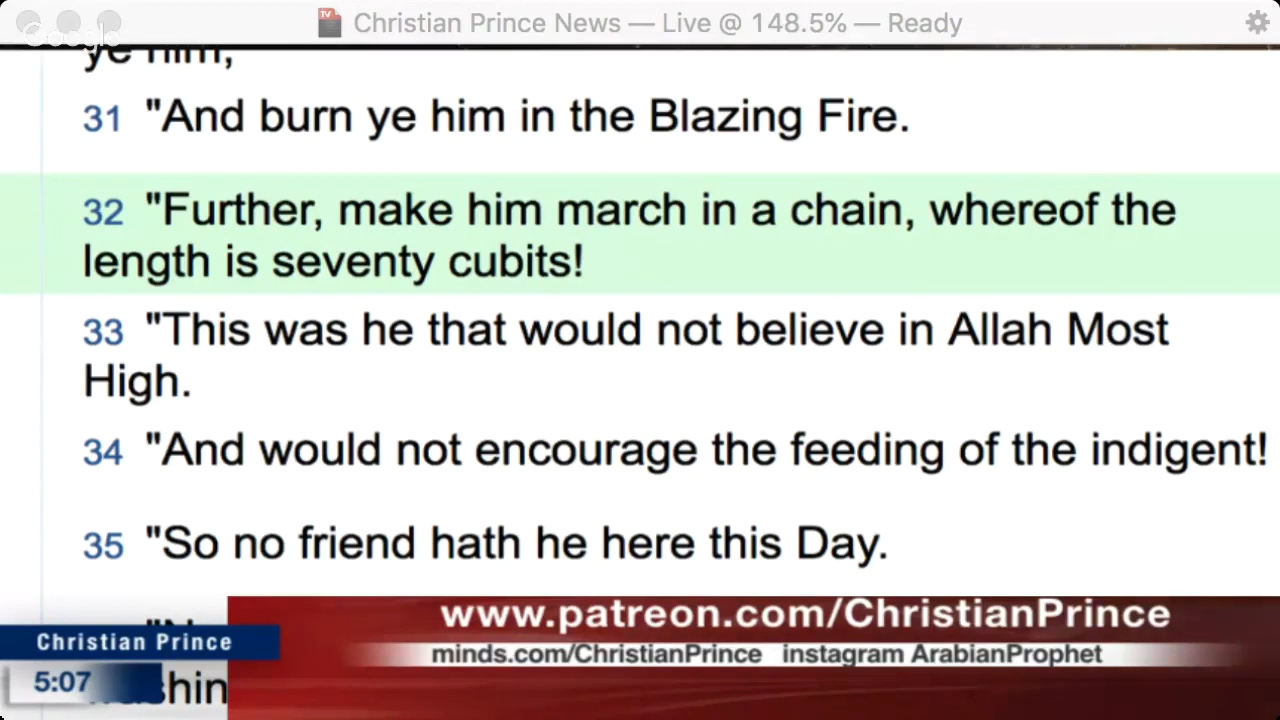 Christian Prince News — Live @ 148.5% — Ready
Google
ye him,
31 "And burn ye him in the Blazing Fire.
32 "Further, make him march in a chain, whereof the
length is seventy cubits!
33 "This was he that would not believe in Allah Most
High.
34 "And would not encourage the feeding of the indigent!
35 "So no friend hath he here this Day.
www.patreon.com/ChristianPrince
Christian Prince
minds.com/ChristianPrince instagram ArabianProphet
5:07